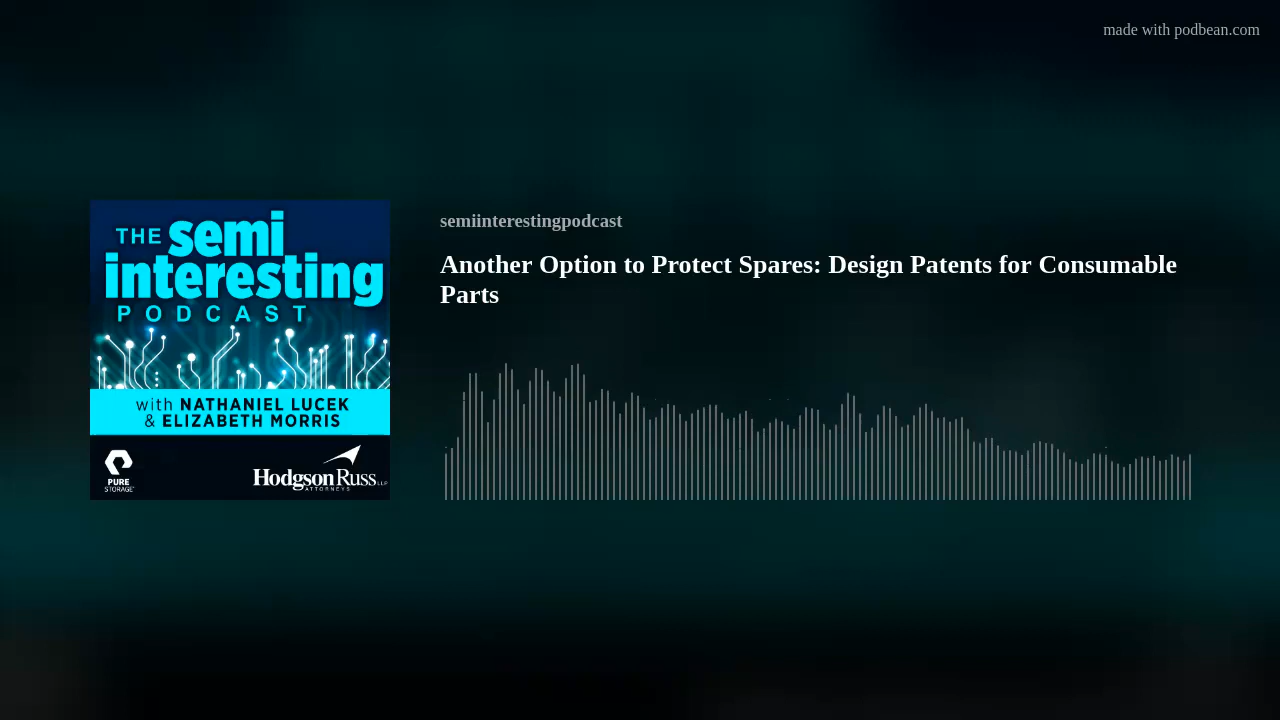 made with podbean.com
THE semi
interesting
PODCAST
with NATHANIEL LUCEK
& ELIZABETH MORRIS
PURE
STORAGE
Hodgson Russ LLP
ATTORNEYS
semiinterestingpodcast
Another Option to Protect Spares: Design Patents for Consumable
Parts